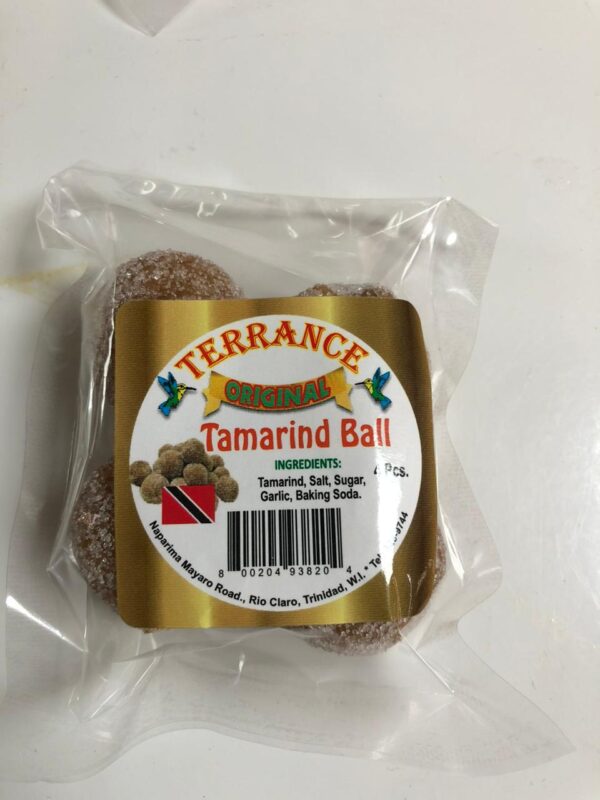 TERRANCE
ORIGINAL
Tamarind Ball
INGREDIENTS:
4 Pcs.
Tamarind, Salt, Sugar,
Garlic, Baking Soda.
8 00204 93820 4
Naparima Mayaro Road., Rio Claro, Trinidad, W.I. *